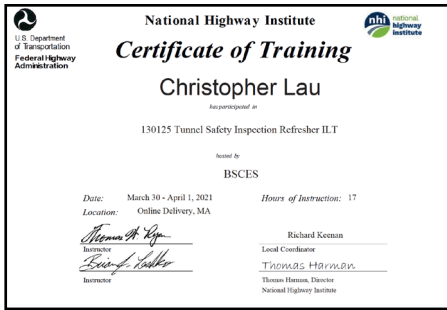 U.S. Department
of Transportation
Federal Highway
Administration
National Highway Institute
nhi national
highway
institute
Certificate of Training
Christopher Lau
has participated in
130125 Tunnel Safety Inspection Refresher ILT
hosted by
BSCES
Date: March 30 - April 1, 2021
Hours of Instruction: 17
Location: Online Delivery, MA
Instructor
Richard Keenan
Local Coordinator
Thomas Harman
Instructor
Thomas Harman, Director
National Highway Institute